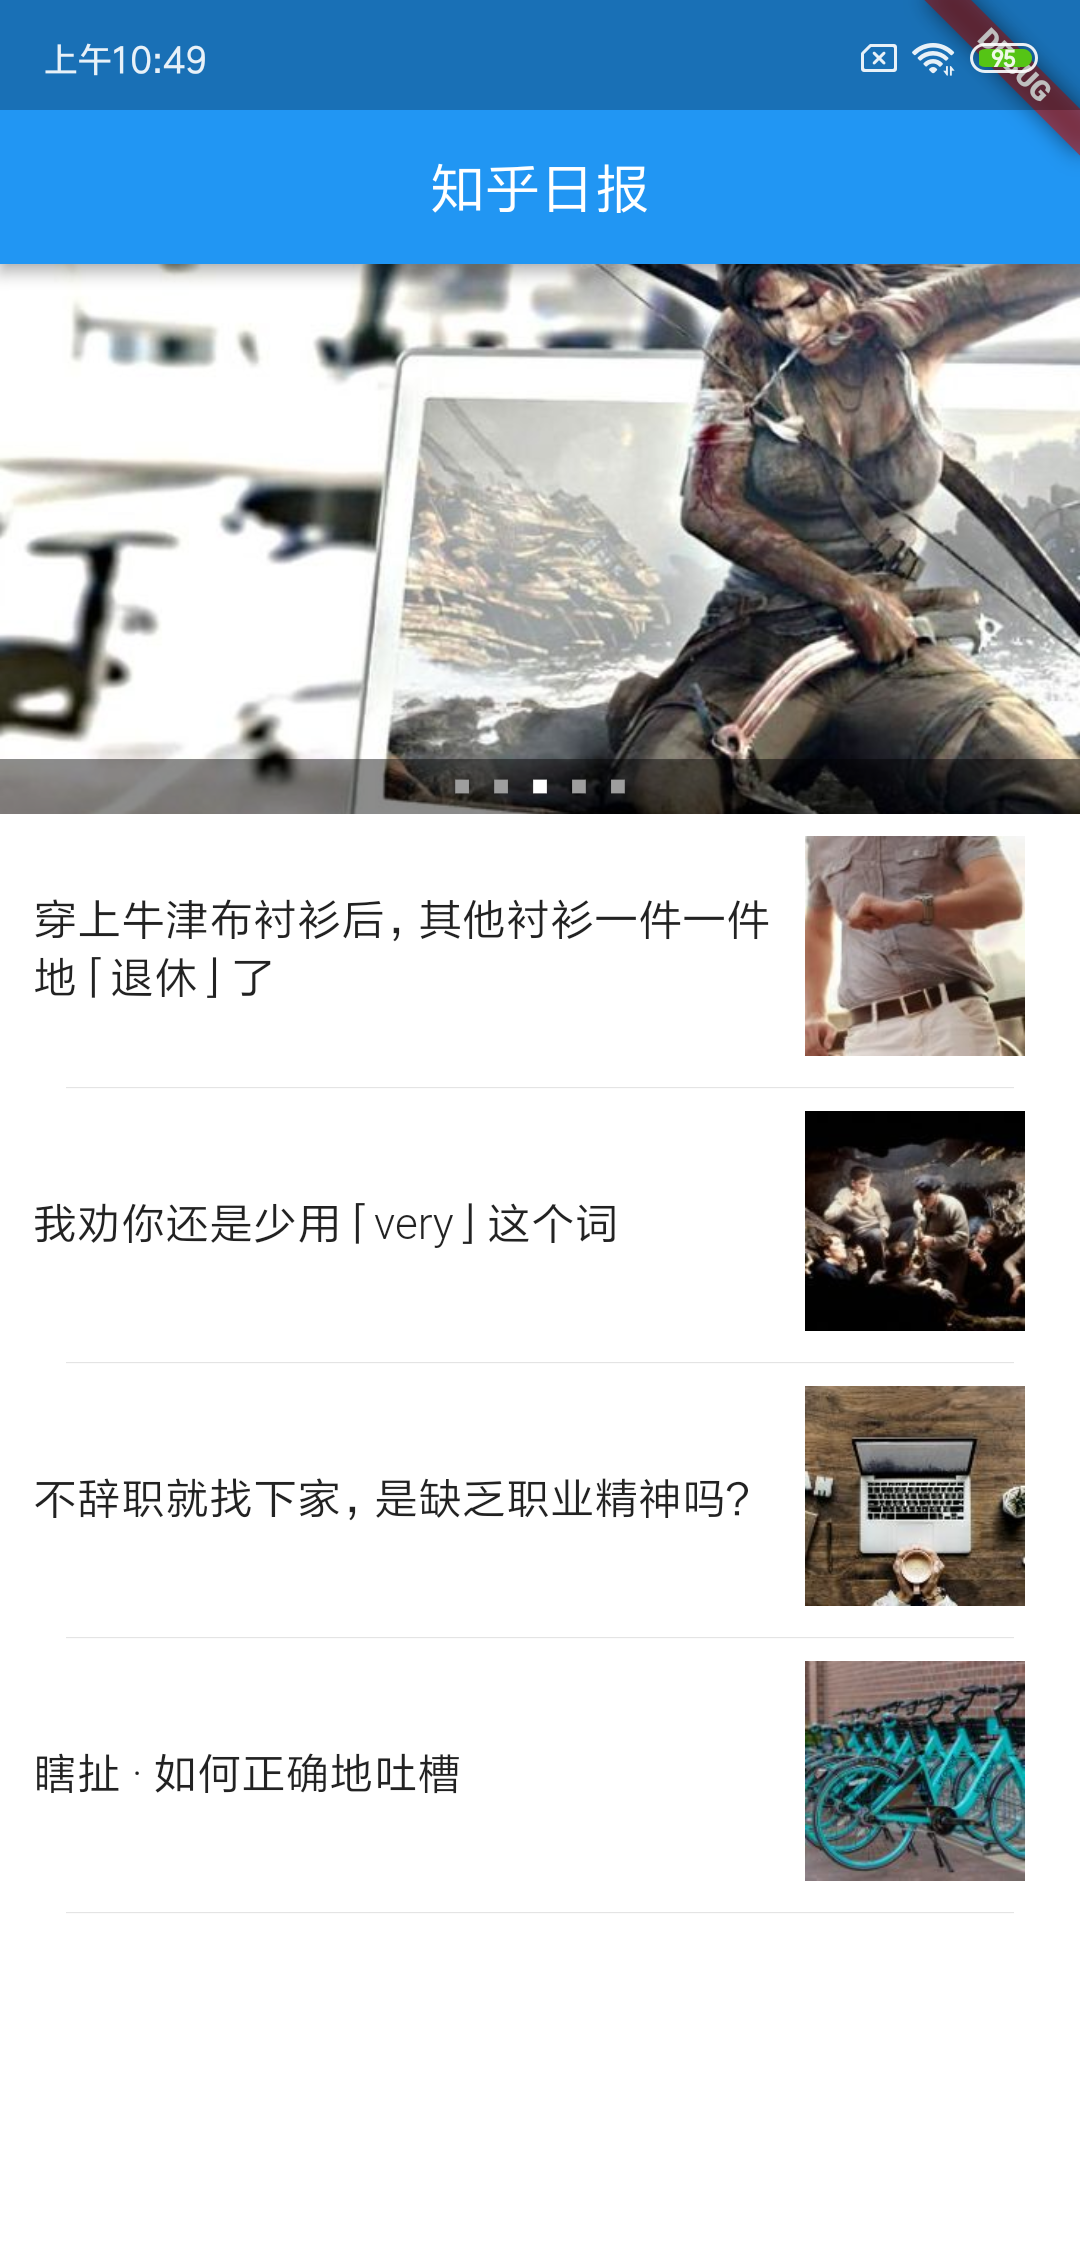 上午10:49
95
DEBUG
知乎日报
穿上牛津布衬衫后，其他衬衫一件一件
地「退休」了
我劝你还是少用「very」这个词
不辞职就找下家，是缺乏职业精神吗？
瞎扯 · 如何正确地吐槽